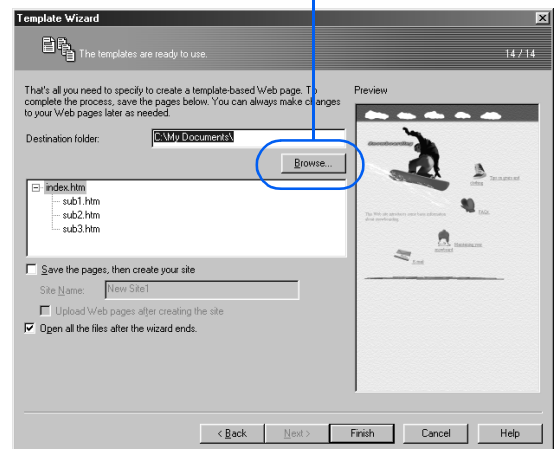 Template Wizard
The templates are ready to use.
14 / 14
That's all you need to specify to create a template-based Web page. To
complete the process, save the pages below. You can always make changes
to your Web pages later as needed.
Preview
Destination folder:
C:\My Documents\
Browse...
index.htm
sub1.htm
sub2.htm
sub3.htm
Save the pages, then create your site
Site Name:
New Site1
Upload Web pages after creating the site
Open all the files after the wizard ends.
snowboarding
FAQs
E-mail
< Back
Next >
Finish
Cancel
Help